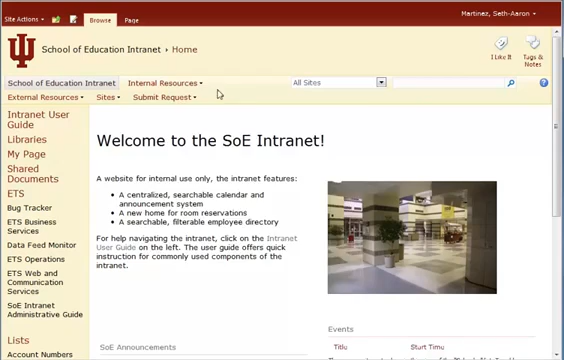 Site Actions Browse Page Martinez, Seth-Aaron
School of Education Intranet › Home
I Like It Tags & Notes
School of Education Intranet Internal Resources All Sites
External Resources Sites Submit Request
Intranet User Guide
Libraries
My Page
Shared Documents
ETS
Bug Tracker
ETS Business Services
Data Feed Monitor
ETS Operations
ETS Web and Communication Services
SoE Intranet Administrative Guide
Lists
Account Numbers
Welcome to the SoE Intranet!
A website for internal use only, the intranet features:
• A centralized, searchable calendar and
announcement system
• A new home for room reservations
• A searchable, filterable employee directory
For help navigating the intranet, click on the Intranet
User Guide on the left. The user guide offers quick
instruction for commonly used components of the
intranet.
SoE Announcements
Events
Title Start Time